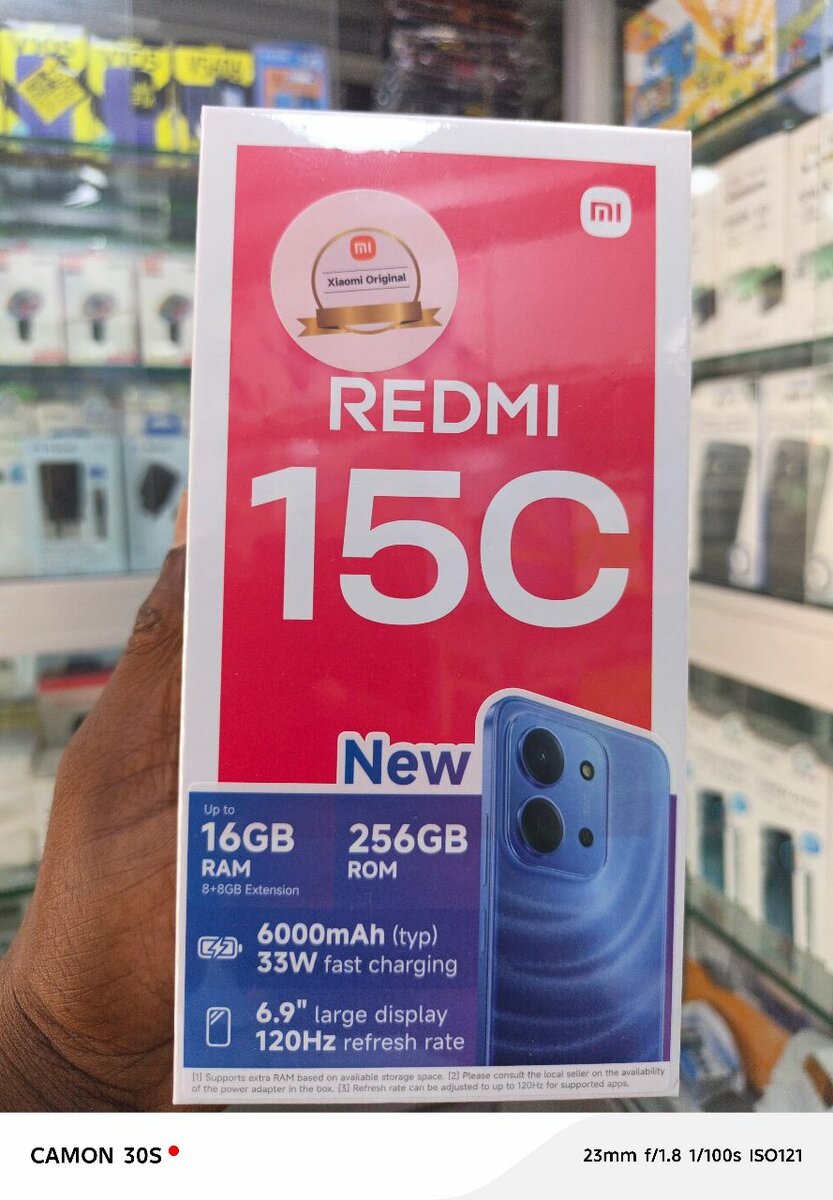 mi
mi
Xiaomi Original
REDMI
15C
New
Up to
16GB 256GB
RAM ROM
8+8GB Extension
6000mAh (typ)
33W fast charging
6.9" large display
120Hz refresh rate
[1] Supports extra RAM based on available storage space. [2] Please consult the local seller on the availability
of the power adapter in the box. [3] Refresh rate can be adjusted to up to 120Hz for supported apps.
CAMON 30S 23mm f/1.8 1/100s ISO121